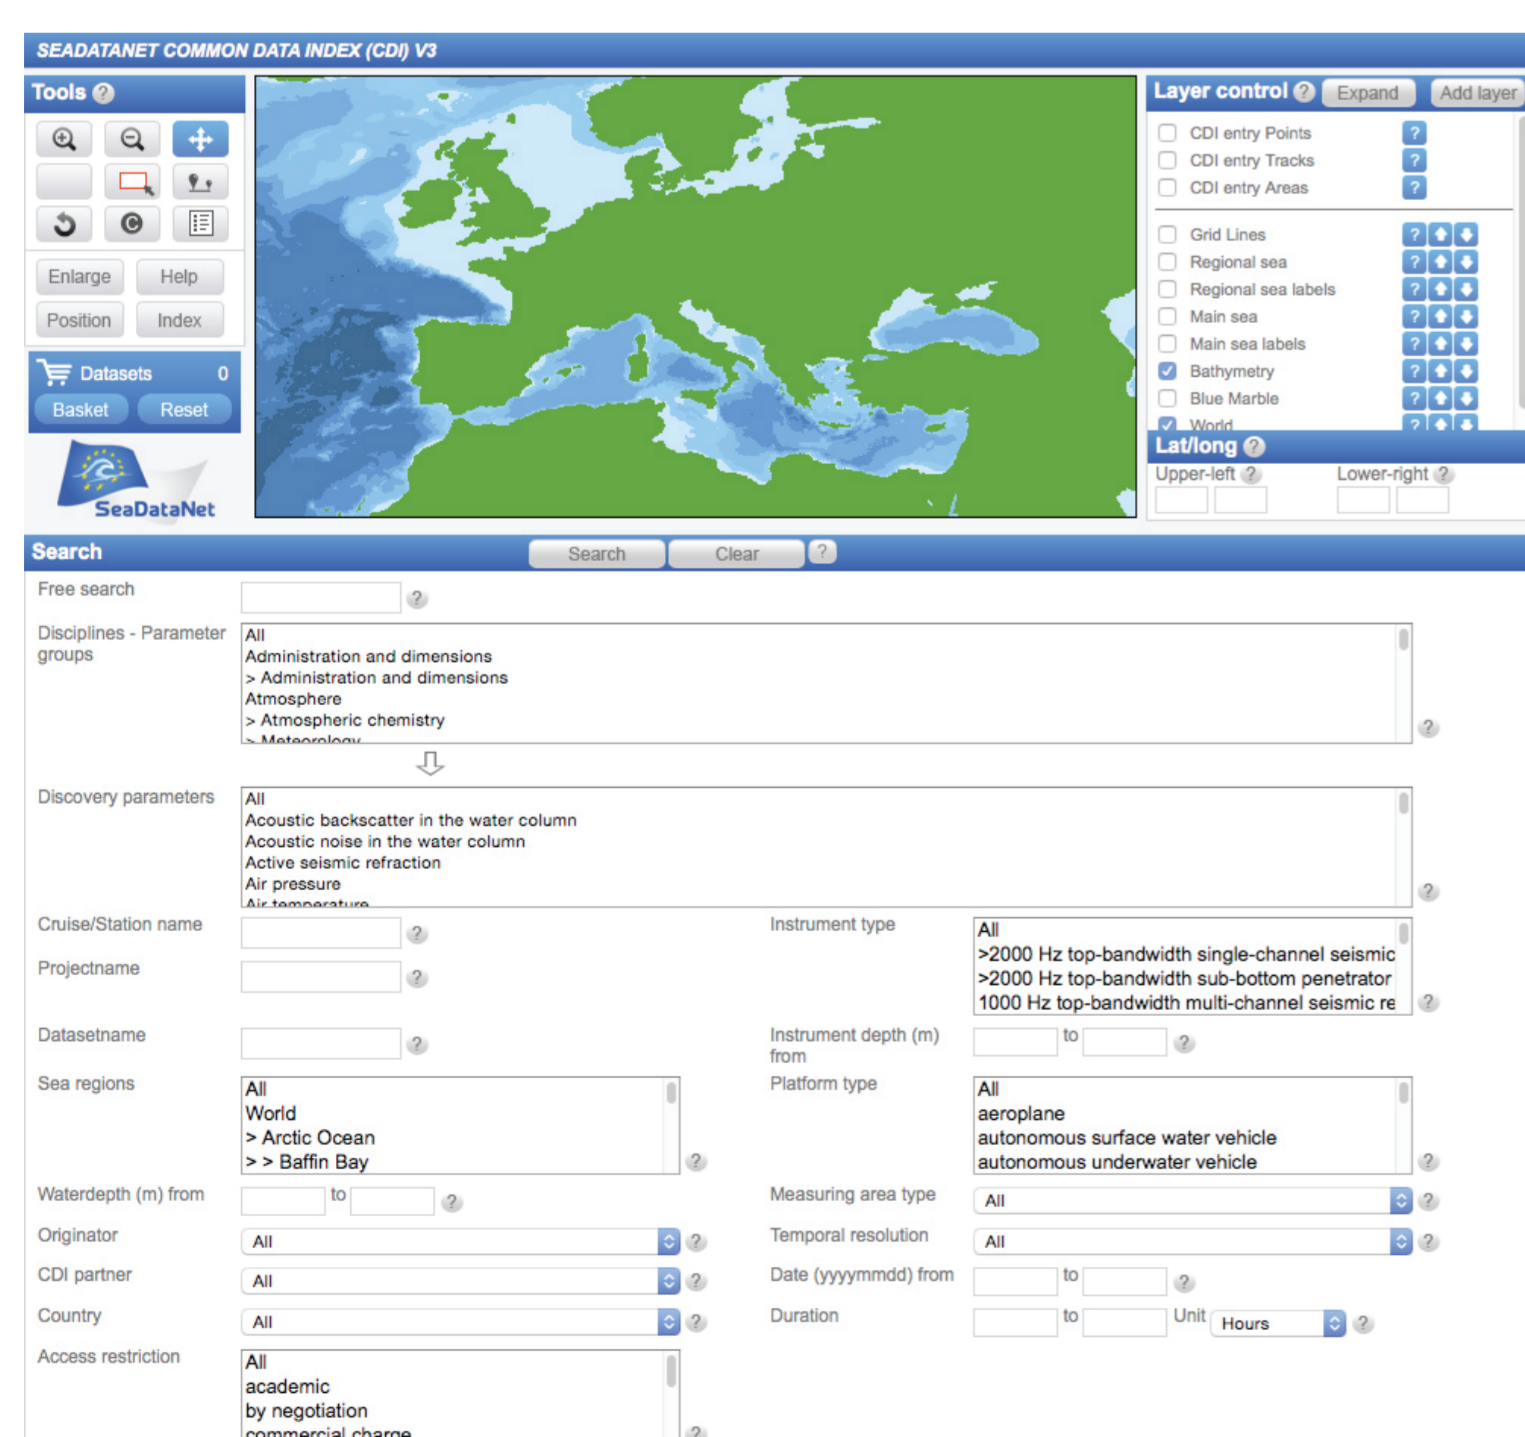 SEADATANET COMMON DATA INDEX (CDI) V3
Tools ?
Enlarge Help
Position Index
Datasets 0
Basket Reset
SeaDataNet
Layer control ? Expand Add layer
CDI entry Points ?
CDI entry Tracks ?
CDI entry Areas ?
Grid Lines ?
Regional sea ?
Regional sea labels ?
Main sea ?
Main sea labels ?
Bathymetry ?
Blue Marble ?
World ?
Lat/long ?
Upper-left ? Lower-right ?
Search Search Clear ?
Free search ?
Disciplines - Parameter
groups
All
Administration and dimensions
> Administration and dimensions
Atmosphere
> Atmospheric chemistry
> Meteorology
?
Discovery parameters
All
Acoustic backscatter in the water column
Acoustic noise in the water column
Active seismic refraction
Air pressure
Air temperature
?
Cruise/Station name ?
Projectname ?
Instrument type
All
>2000 Hz top-bandwidth single-channel seismic
>2000 Hz top-bandwidth sub-bottom penetrator
1000 Hz top-bandwidth multi-channel seismic re
?
Datasetname ?
Instrument depth (m)
from
to ?
Sea regions
All
World
> Arctic Ocean
> > Baffin Bay
?
Platform type
All
aeroplane
autonomous surface water vehicle
autonomous underwater vehicle
?
Waterdepth (m) from to ?
Measuring area type All ?
Originator All ?
Temporal resolution All ?
CDI partner All ?
Date (yyyymmdd) from to ?
Country All ?
Duration to Unit Hours ?
Access restriction
All
academic
by negotiation
commercial charge
?